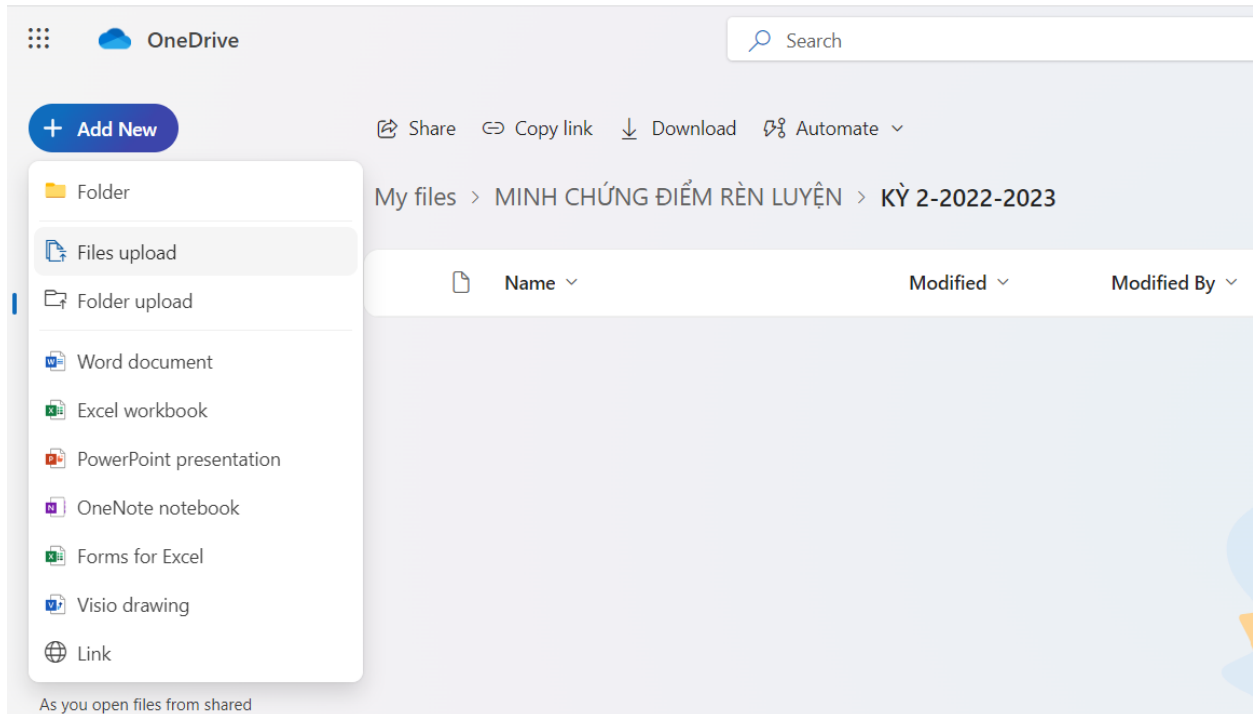 OneDrive
Search
Add New
Share Copy link Download Automate
My files > MINH CHỨNG ĐIỂM RÈN LUYỆN > KỲ 2-2022-2023
Name Modified Modified By
Folder
Files upload
Folder upload
Word document
Excel workbook
PowerPoint presentation
OneNote notebook
Forms for Excel
Visio drawing
Link
As you open files from shared